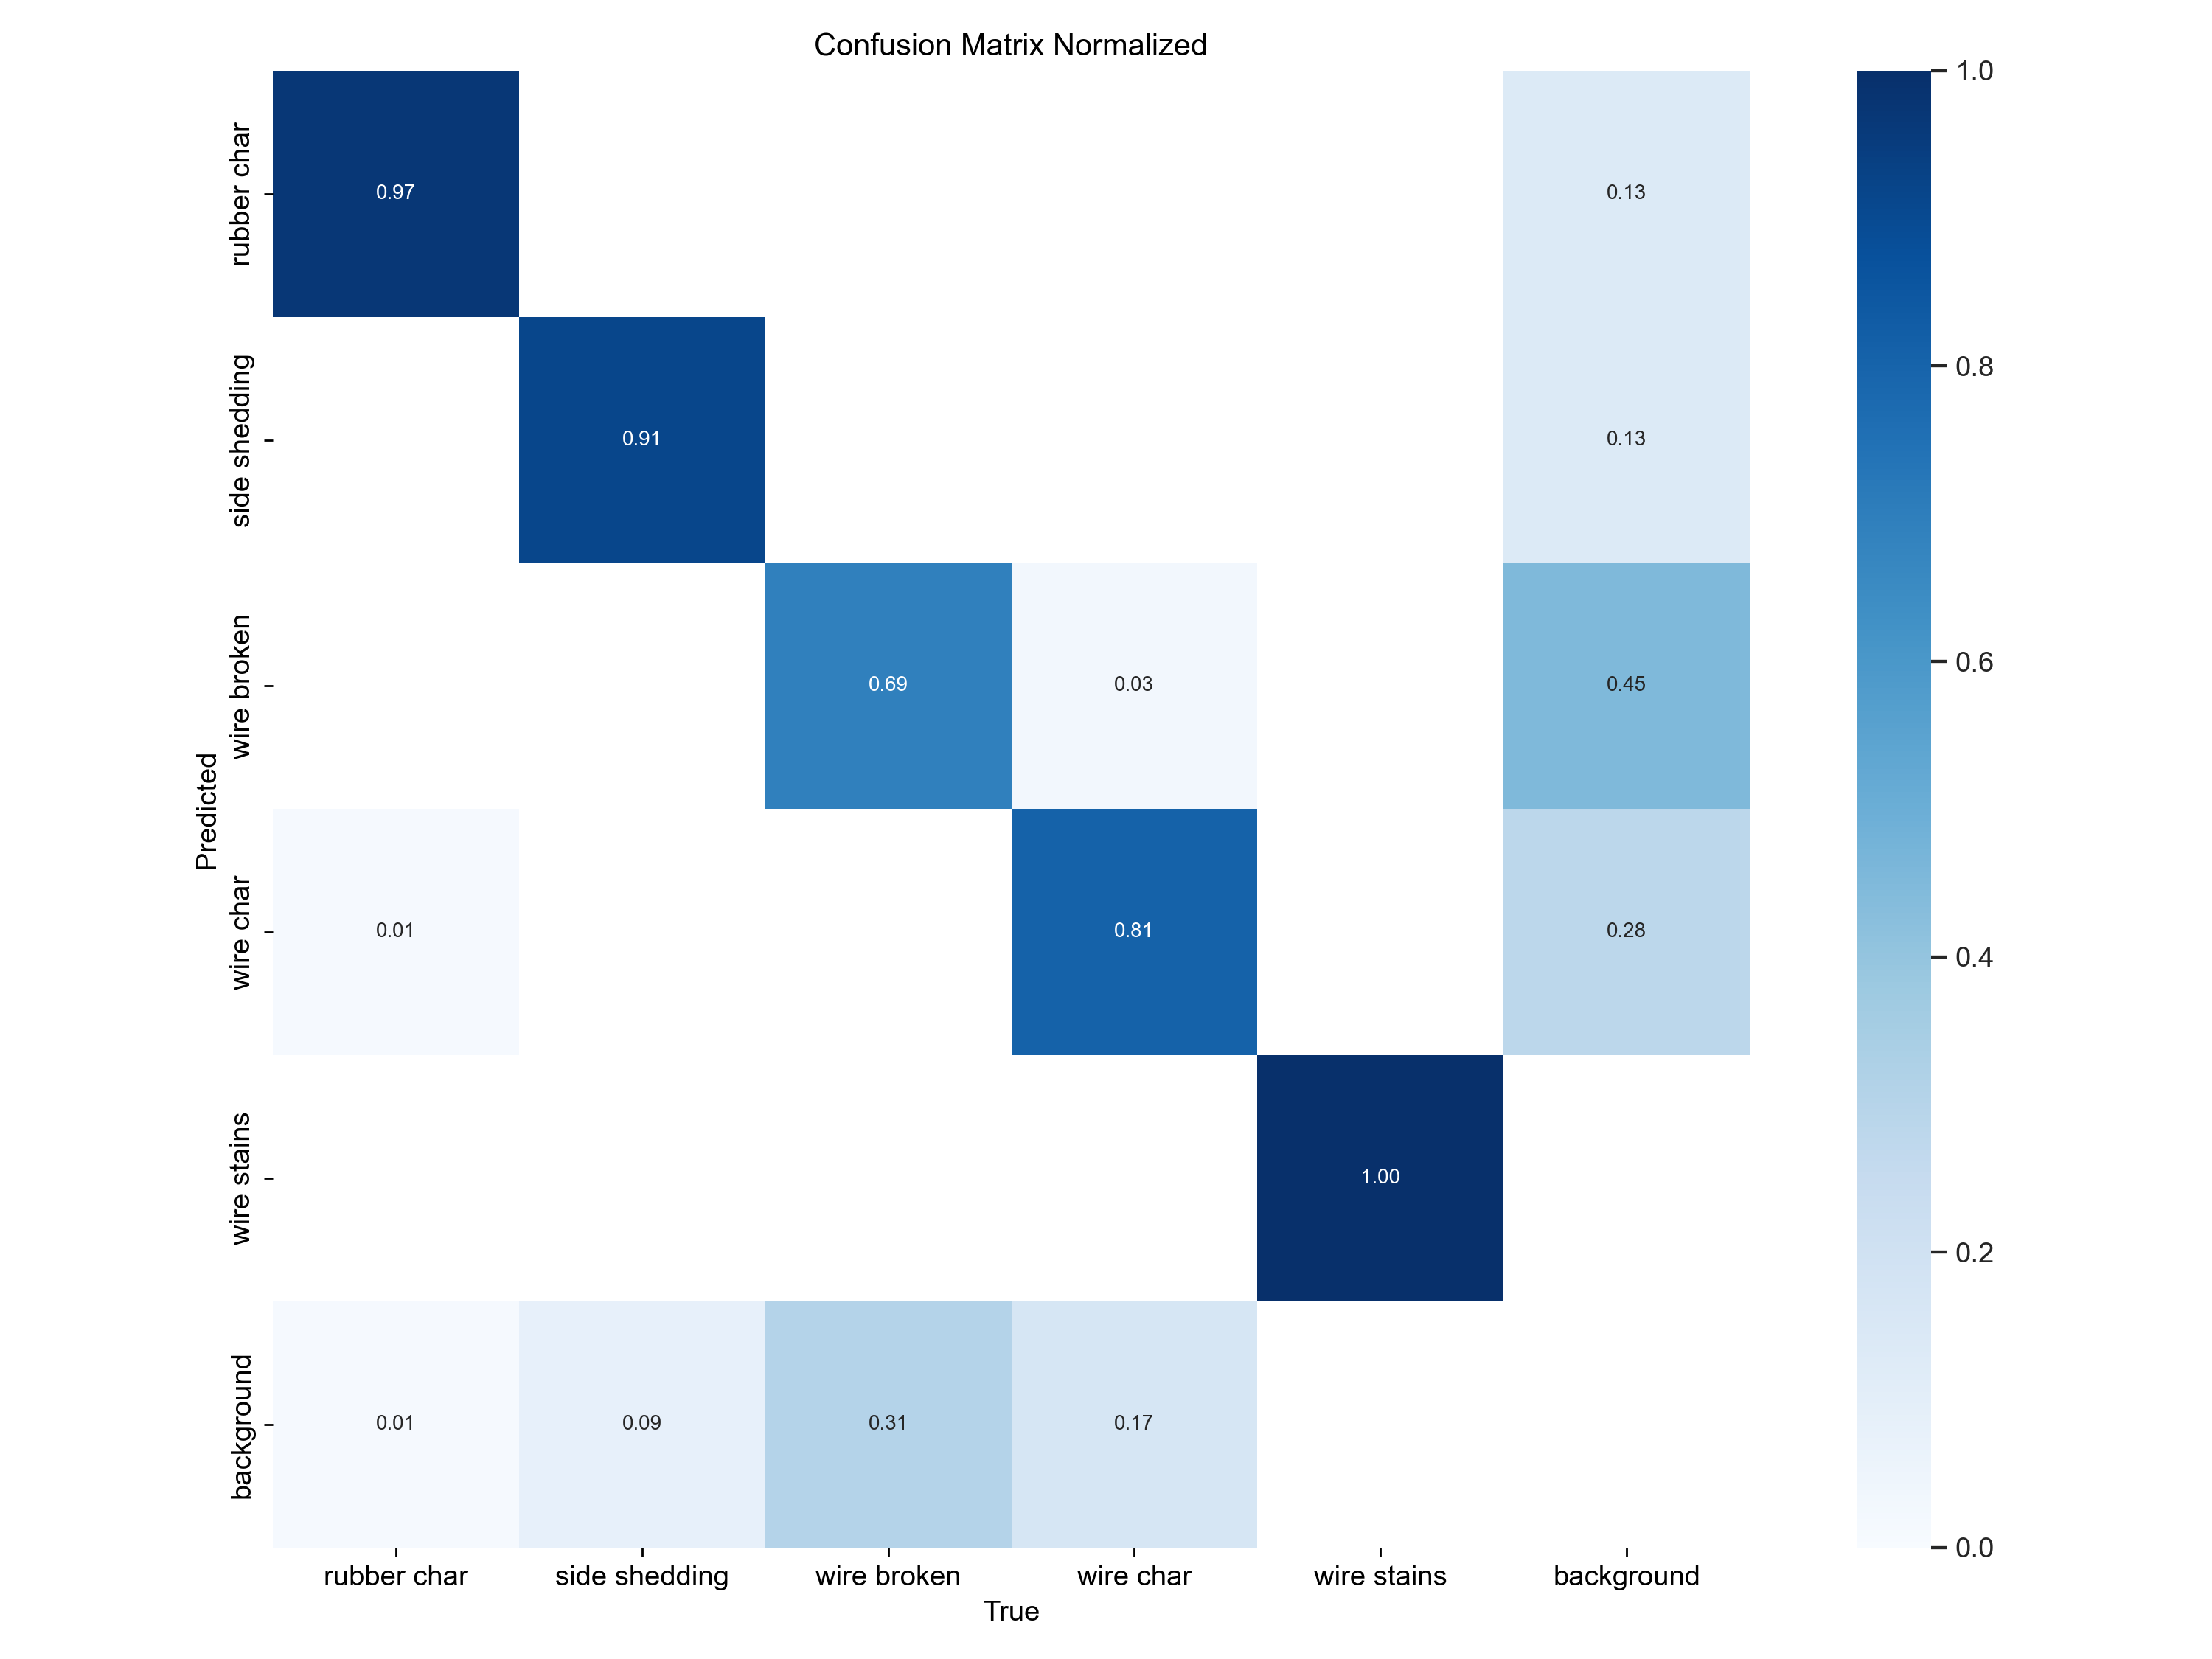 Confusion Matrix Normalized
rubber char
0.97
0.13
1.0
side shedding
0.91
0.13
0.8
wire broken
0.69
0.03
0.45
0.6
Predicted
wire char
0.01
0.81
0.28
0.4
wire stains
1.00
0.2
background
0.01
0.09
0.31
0.17
0.0
rubber char
side shedding
wire broken
wire char
wire stains
background
True